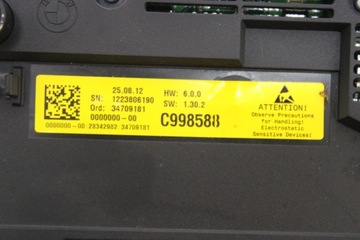 25.08.12
HW: 6.0.0
SN: 1223806190
SW: 1.30.2
Ord: 34709181
0000000-00
C998588
0000000-00 28342982 34709181
ATTENTION!
Observe Precautions
for Handling!
Electrostatic
Sensitive Devices!